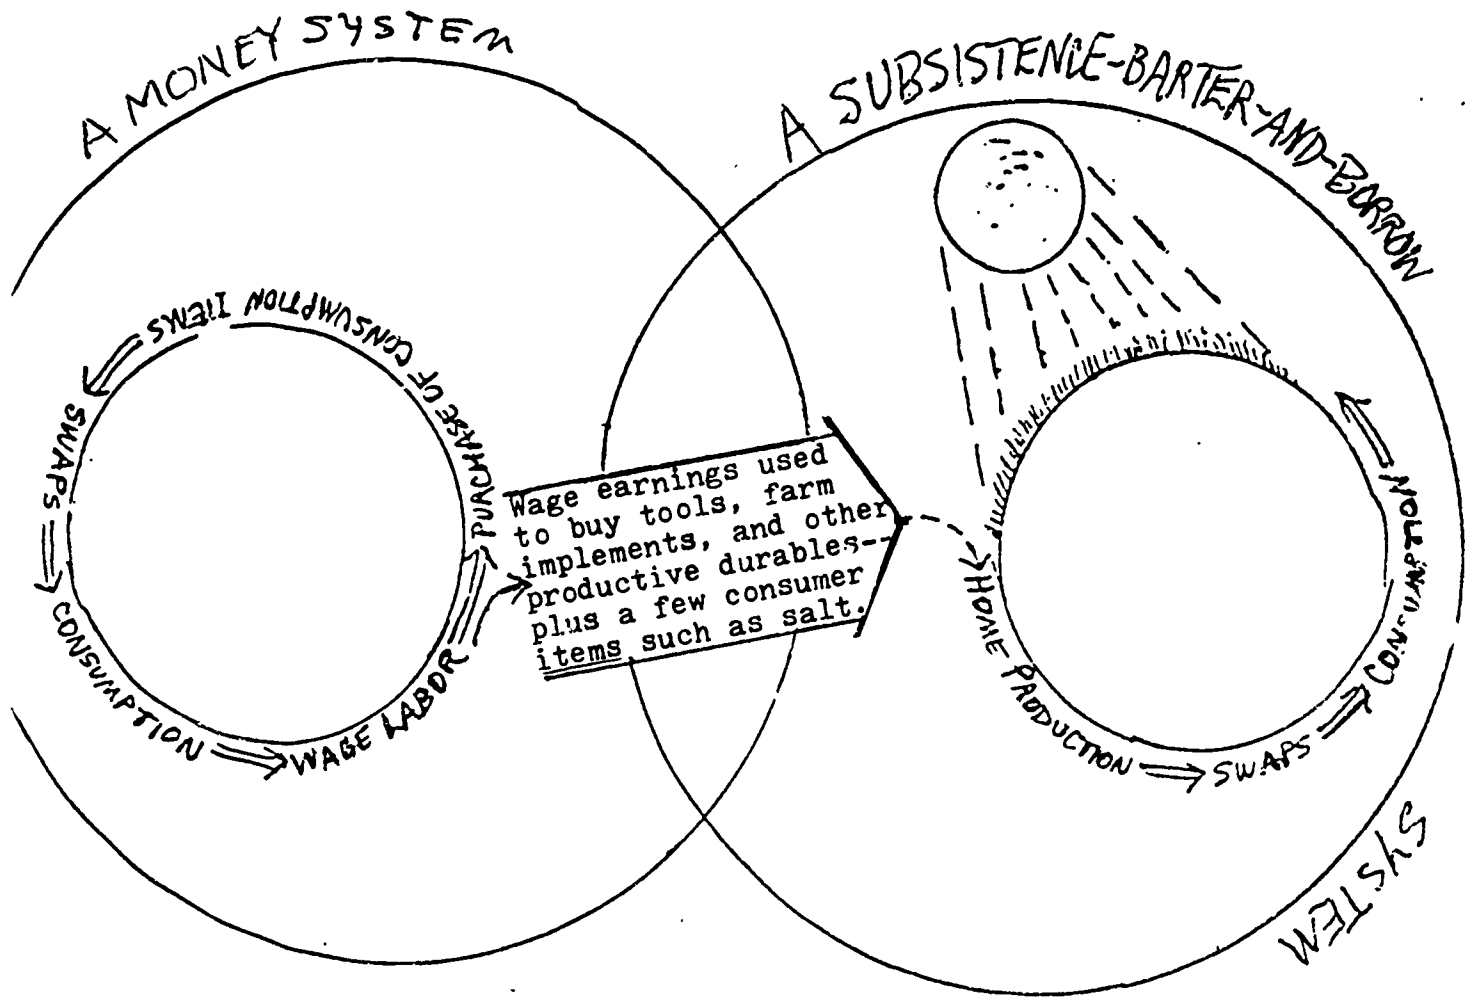 A MONEY SYSTEM
A SUBSISTENCE-BARTER-AND-BORROW
SYSTEM
PURCHASE OF CONSUMPTION ITEMS
SWAPS
CONSUMPTION
WAGE LABOR
Wage earnings used
to buy tools, farm
implements, and other
productive durables--
plus a few consumer
items such as salt.
HOME PRODUCTION
SWAPS
CONSUMPTION